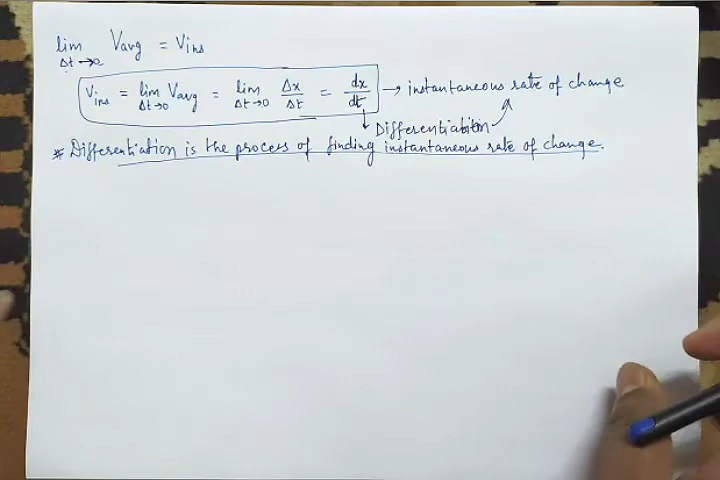 lim Vavg = Vins
Δt→0
Vins = lim Vavg = lim Δx/Δt = dx/dt → instantaneous rate of change
Δt→0 Δt→0
Differentiation
* Differentiation is the process of finding instantaneous rate of change.